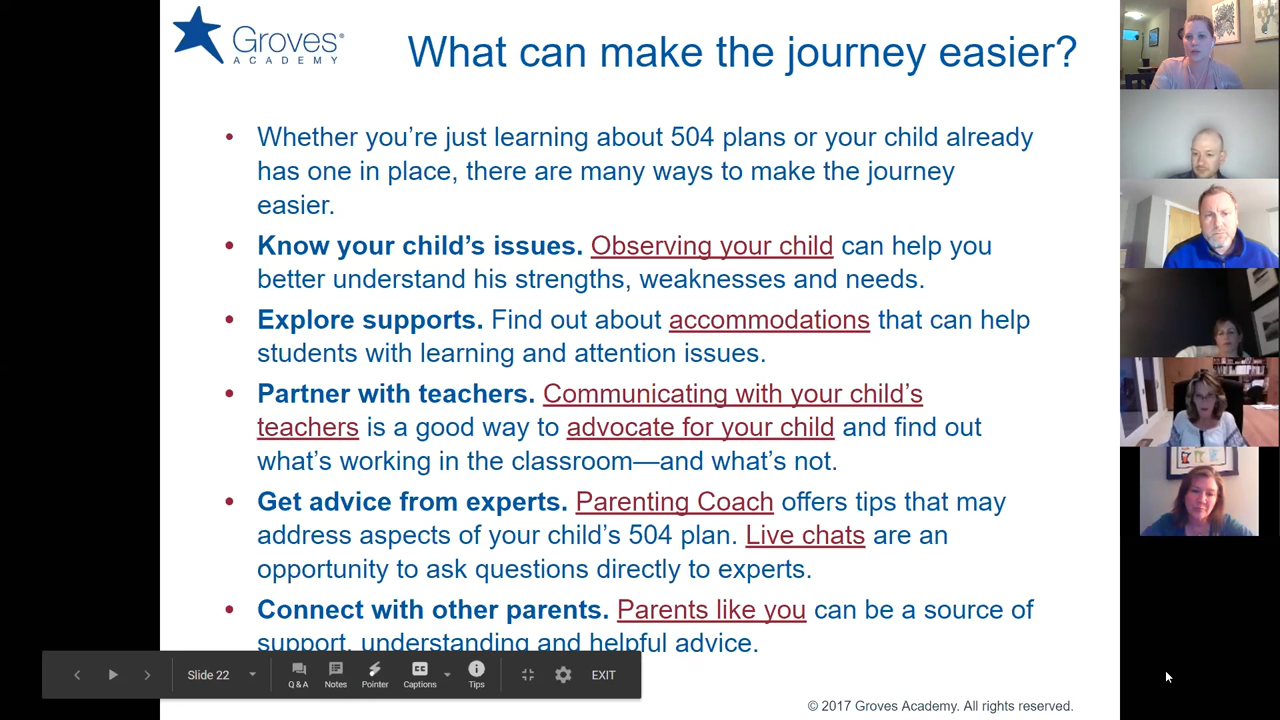 Groves®
ACADEMY
What can make the journey easier?
• Whether you’re just learning about 504 plans or your child already
has one in place, there are many ways to make the journey
easier.
• Know your child’s issues. Observing your child can help you
better understand his strengths, weaknesses and needs.
• Explore supports. Find out about accommodations that can help
students with learning and attention issues.
• Partner with teachers. Communicating with your child’s
teachers is a good way to advocate for your child and find out
what’s working in the classroom—and what’s not.
• Get advice from experts. Parenting Coach offers tips that may
address aspects of your child’s 504 plan. Live chats are an
opportunity to ask questions directly to experts.
• Connect with other parents. Parents like you can be a source of
support, understanding and helpful advice.
Slide 22
Q & A
Notes
Pointer
CC
Captions
Tips
EXIT
© 2017 Groves Academy. All rights reserved.